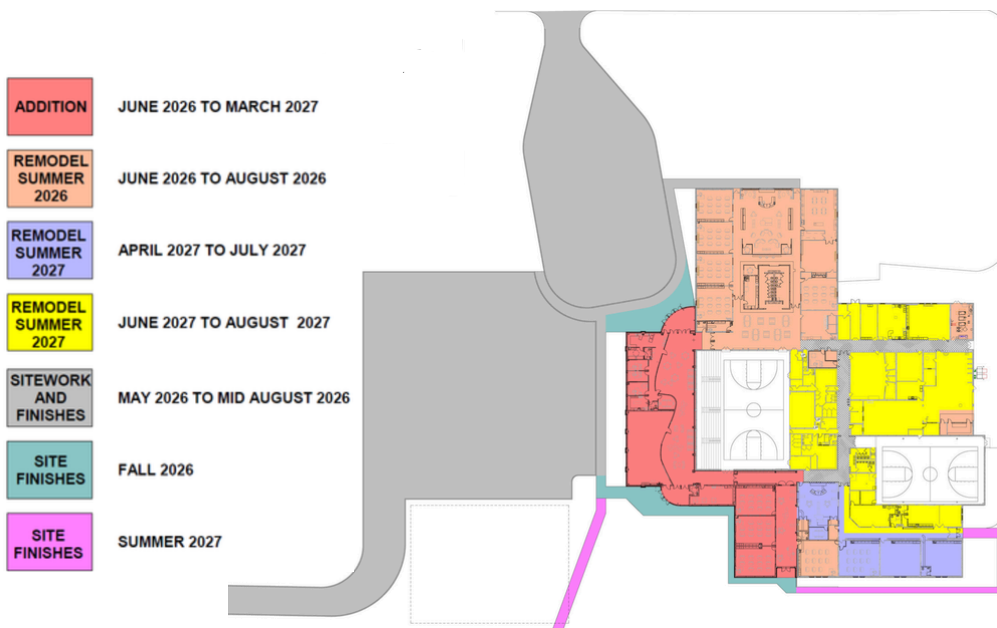 ADDITION
JUNE 2026 TO MARCH 2027
REMODEL
SUMMER
2026
JUNE 2026 TO AUGUST 2026
REMODEL
SUMMER
2027
APRIL 2027 TO JULY 2027
REMODEL
SUMMER
2027
JUNE 2027 TO AUGUST 2027
SITEWORK
AND
FINISHES
MAY 2026 TO MID AUGUST 2026
SITE
FINISHES
FALL 2026
SITE
FINISHES
SUMMER 2027